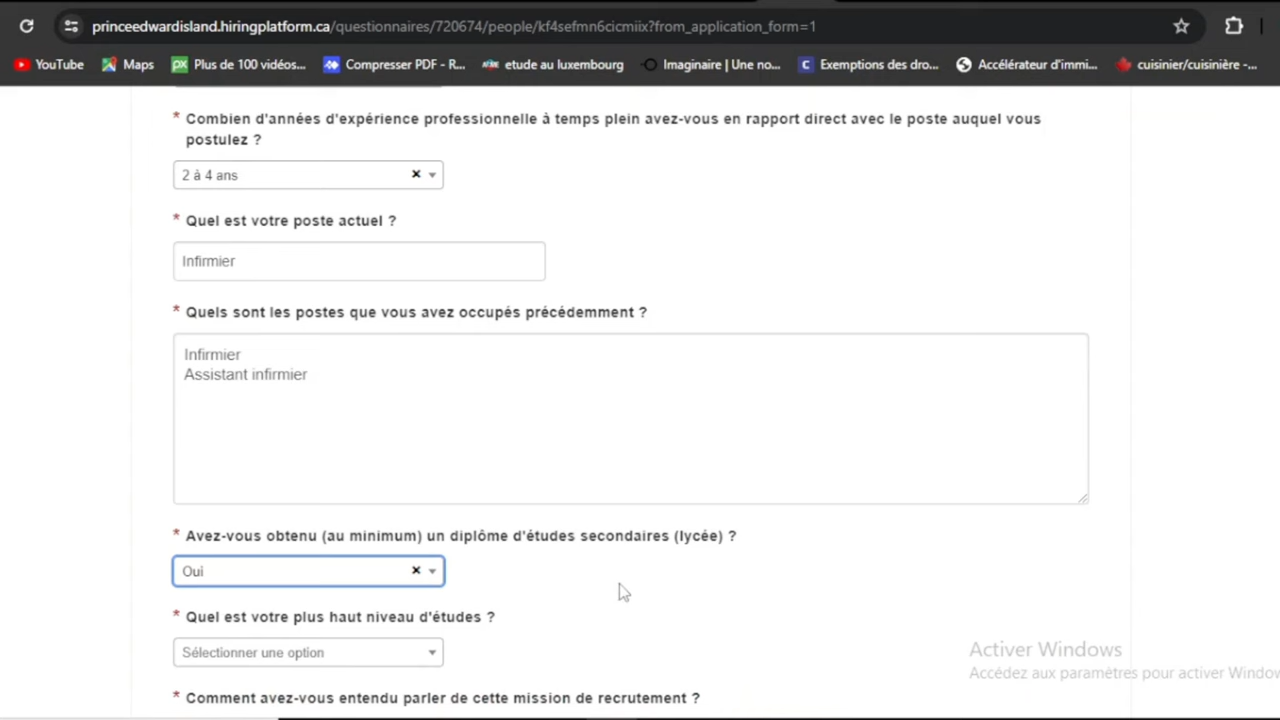 princeedwardisland.hiringplatform.ca/questionnaires/720674/people/kf4sefmn6cicmiix?from_application_form=1
YouTube Maps Plus de 100 vidéos... Compresser PDF - R... etude au luxembourg Imaginaire | Une no... Exemptions des dro... Accélérateur d'immi... cuisinier/cuisinière -...
* Combien d'années d'expérience professionnelle à temps plein avez-vous en rapport direct avec le poste auquel vous
postulez ?
2 à 4 ans
* Quel est votre poste actuel ?
Infirmier
* Quels sont les postes que vous avez occupés précédemment ?
Infirmier
Assistant infirmier
* Avez-vous obtenu (au minimum) un diplôme d'études secondaires (lycée) ?
Oui
* Quel est votre plus haut niveau d'études ?
Sélectionner une option
* Comment avez-vous entendu parler de cette mission de recrutement ?
Activer Windows
Accédez aux paramètres pour activer Window